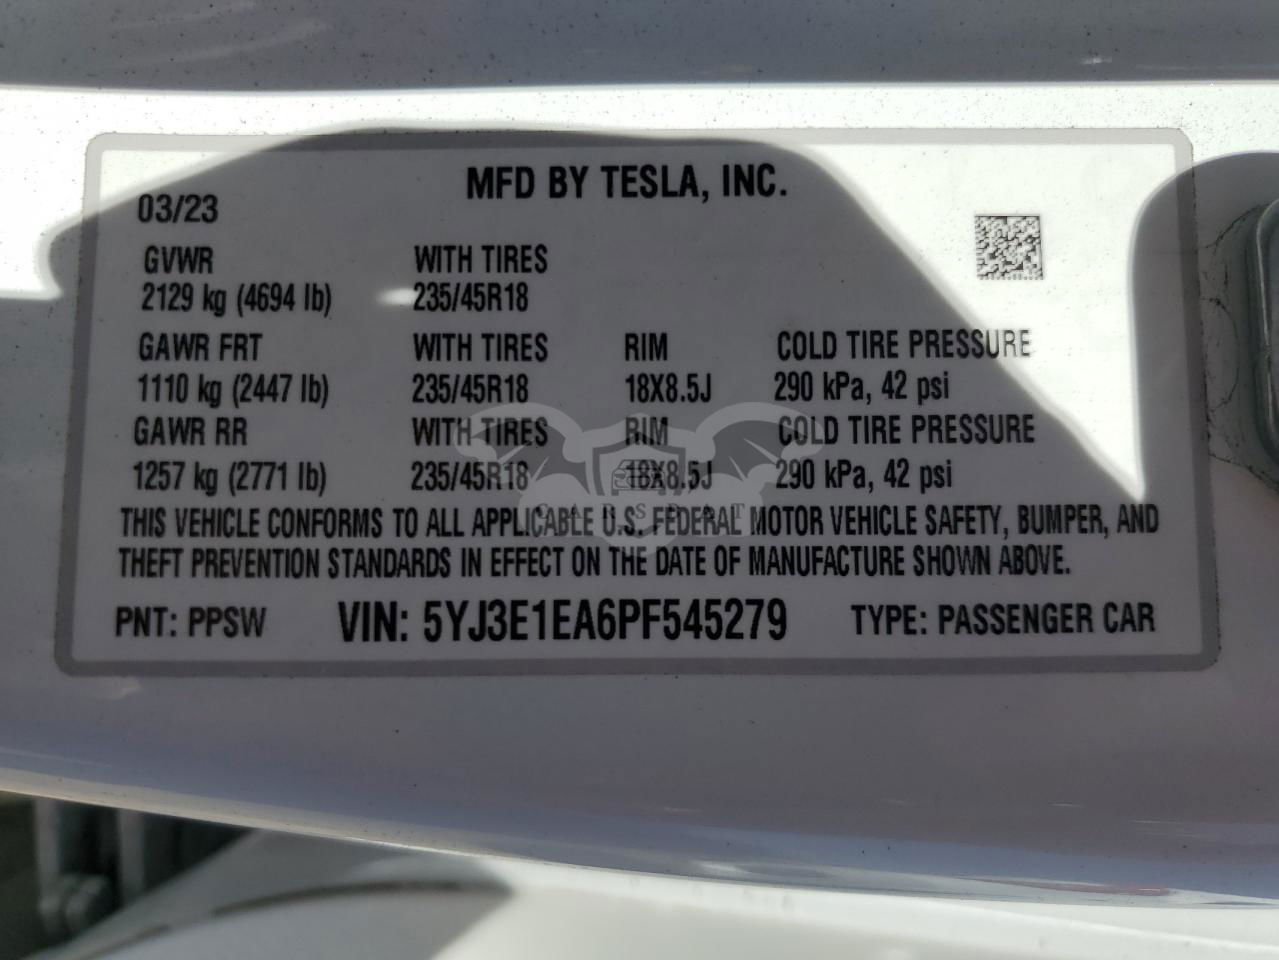 MFD BY TESLA, INC.
03/23
GVWR WITH TIRES
2129 kg (4694 lb) 235/45R18
GAWR FRT WITH TIRES RIM COLD TIRE PRESSURE
1110 kg (2447 lb) 235/45R18 18X8.5J 290 kPa, 42 psi
GAWR RR WITH TIRES RIM COLD TIRE PRESSURE
1257 kg (2771 lb) 235/45R18 18X8.5J 290 kPa, 42 psi
THIS VEHICLE CONFORMS TO ALL APPLICABLE U.S. FEDERAL MOTOR VEHICLE SAFETY, BUMPER, AND
THEFT PREVENTION STANDARDS IN EFFECT ON THE DATE OF MANUFACTURE SHOWN ABOVE.
PNT: PPSW VIN: 5YJ3E1EA6PF545279 TYPE: PASSENGER CAR